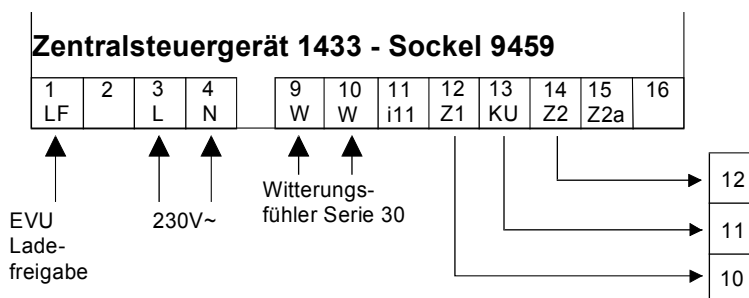 Zentralsteuergerät 1433 - Sockel 9459
1 2 3 4 9 10 11 12 13 14 15 16
LF L N W W i11 Z1 KU Z2 Z2a
EVU
Lade-
freigabe
230V~
Witterungs-
fühler Serie 30
12
11
10